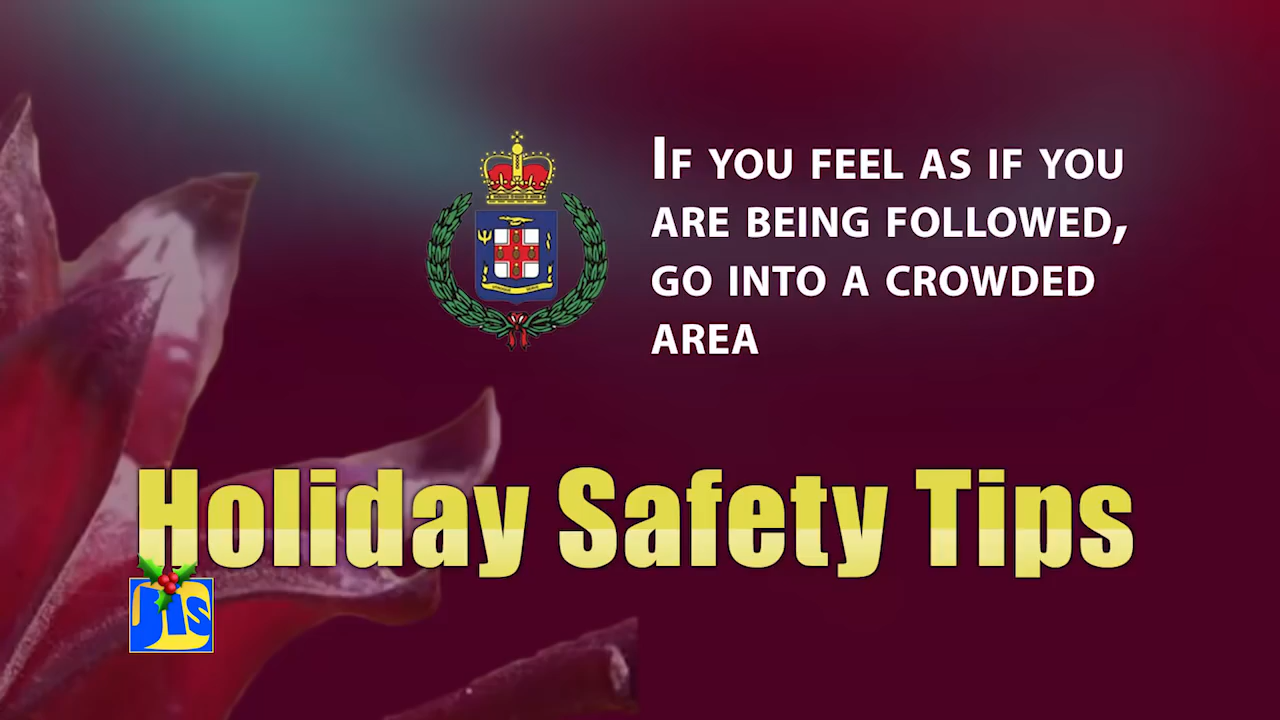 If you feel as if you
are being followed,
go into a crowded
area
Holiday Safety Tips
JIS